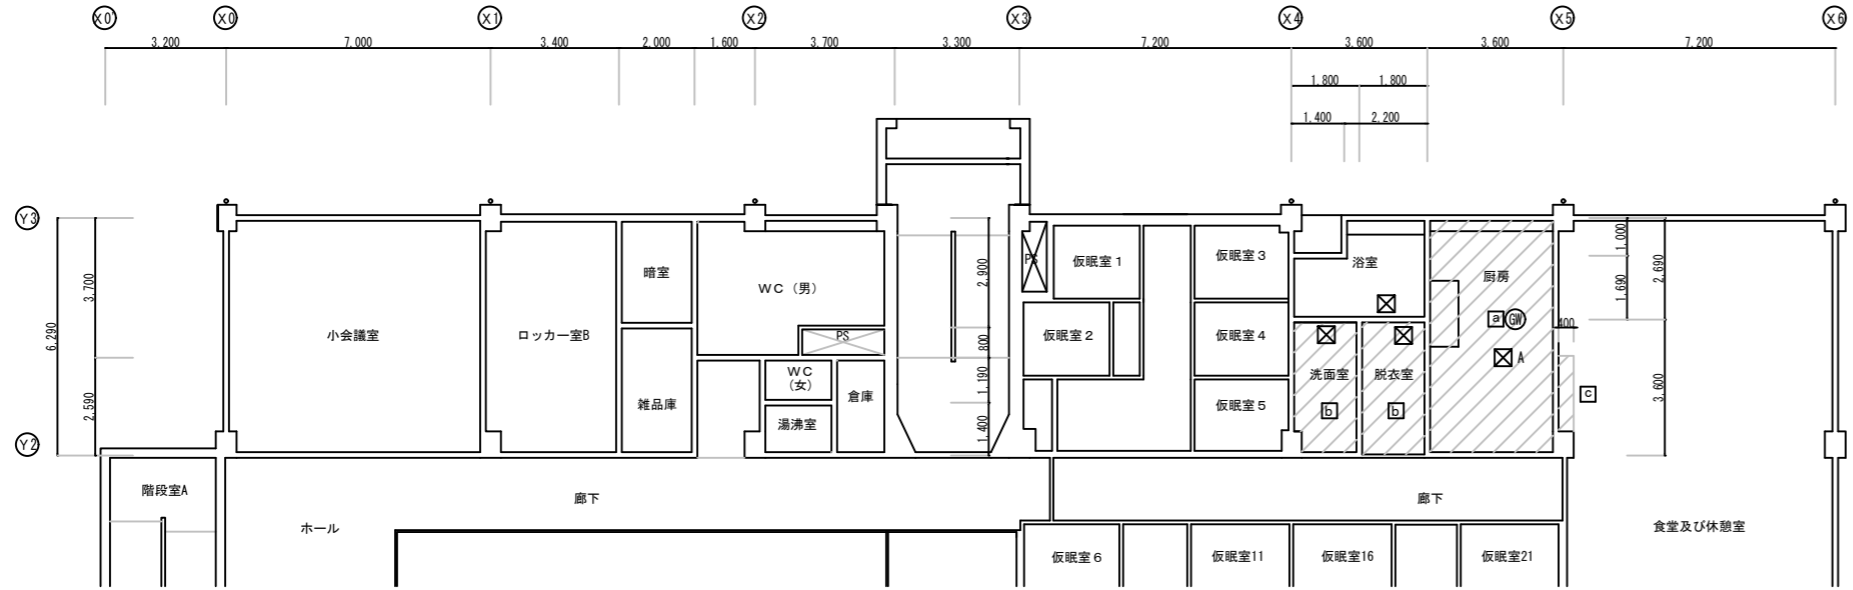 X0' X0 X1 X2 X3 X4 X5 X6
3.200 7.000 3.400 2.000 1.600 3.700 3.300 7.200 3.600 3.600 7.200
1.800 1.800
1.400 2.200
Y3
6.290
3.700
2.590
Y2
小会議室
ロッカー室B
暗室
雑品庫
WC（男）
PS
WC
（女）
湯沸室
倉庫
2.900
800
1.190
1.400
PS
仮眠室１
仮眠室２
仮眠室３
仮眠室４
仮眠室５
浴室
洗面室
b
脱衣室
b
厨房
a GW
A
400
c
1.000
1.690
2.690
3.600
階段室A
ホール
廊下
廊下
食堂及び休憩室
仮眠室６
仮眠室11
仮眠室16
仮眠室21